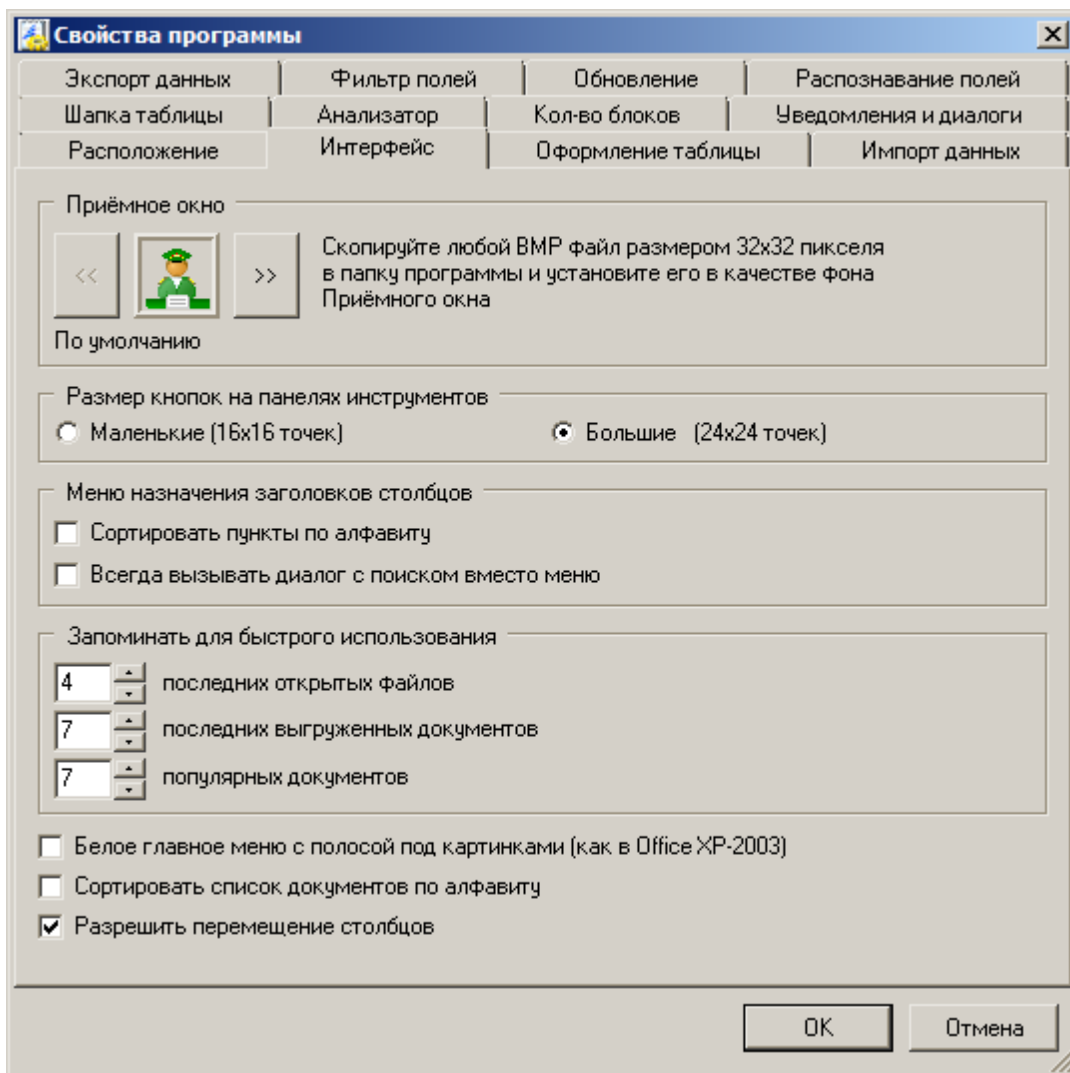 Свойства программы
Экспорт данных
Фильтр полей
Обновление
Распознавание полей
Шапка таблицы
Анализатор
Кол-во блоков
Уведомления и диалоги
Расположение
Интерфейс
Оформление таблицы
Импорт данных
Приёмное окно
<<
>>
Скопируйте любой BMP файл размером 32x32 пикселя
в папку программы и установите его в качестве фона
Приёмного окна
По умолчанию
Размер кнопок на панелях инструментов
Маленькие (16x16 точек)
Большие (24x24 точек)
Меню назначения заголовков столбцов
Сортировать пункты по алфавиту
Всегда вызывать диалог с поиском вместо меню
Запоминать для быстрого использования
4 последних открытых файлов
7 последних выгруженных документов
7 популярных документов
Белое главное меню с полосой под картинками (как в Office XP-2003)
Сортировать список документов по алфавиту
Разрешить перемещение столбцов
OK
Отмена